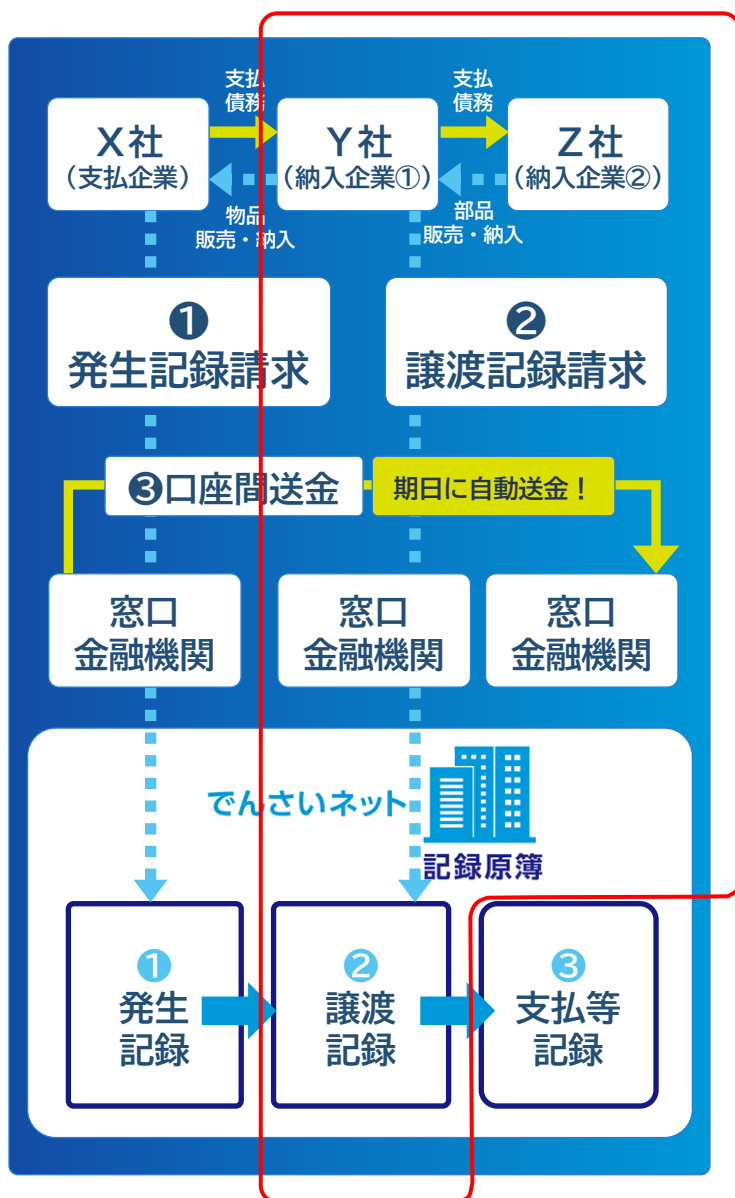 支払
債務
支払
債務
X社
(支払企業)
Y社
(納入企業①)
Z社
(納入企業②)
物品
販売・納入
部品
販売・納入
❶
発生記録請求
❷
譲渡記録請求
❸口座間送金
期日に自動送金!
窓口
金融機関
窓口
金融機関
窓口
金融機関
でんさいネット
記録原簿
❶
発生
記録
❷
譲渡
記録
❸
支払等
記録